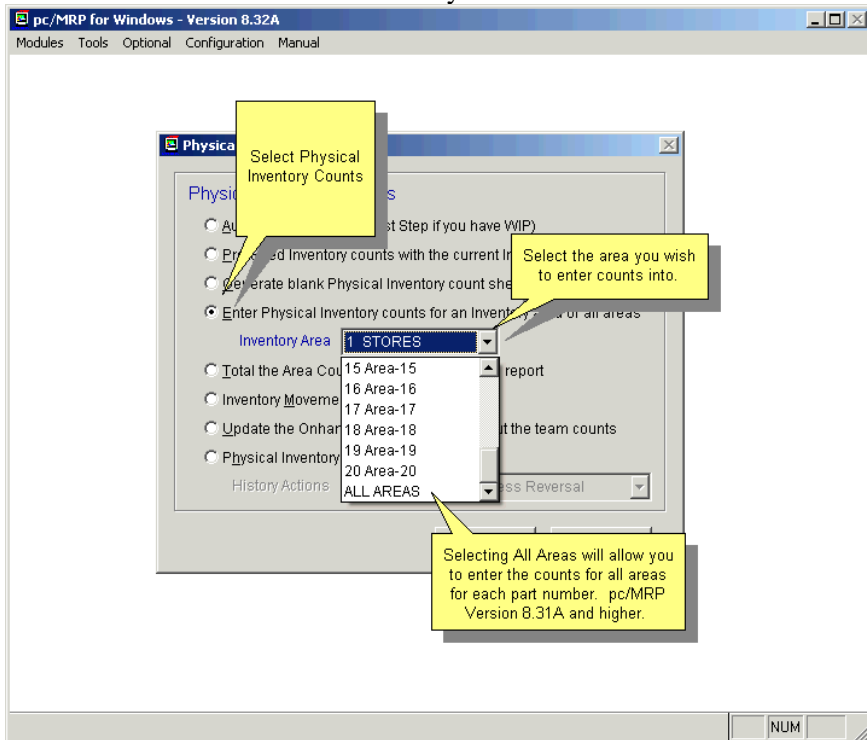 pc/MRP for Windows - Version 8.32A
Modules Tools Optional Configuration Manual
Physica
Select Physical
Inventory Counts
Physi s
Au st Step if you have WIP)
Select the area you wish
to enter counts into.
ed Inventory counts with the current In
erate blank Physical Inventory count she
Enter Physical Inventory counts for an Inventory area or all areas
Inventory Area 1 STORES
15 Area-15
16 Area-16
17 Area-17
18 Area-18
19 Area-19
20 Area-20
ALL AREAS
Total the Area Cou report
Inventory Moveme
Update the Onhan ut the team counts
Physical Inventory
History Actions ess Reversal
Selecting All Areas will allow you
to enter the counts for all areas
for each part number. pc/MRP
Version 8.31A and higher.
NUM